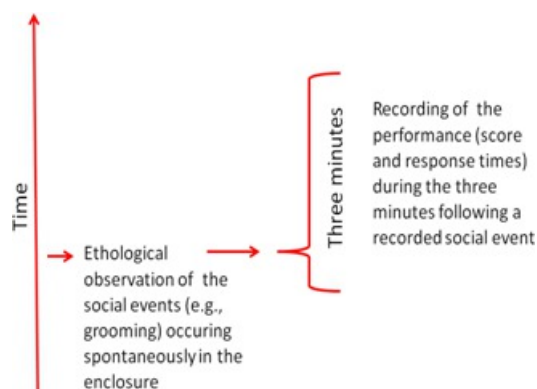 Time
Ethological
observation of the
social events (e.g.,
grooming) occuring
spontaneously in the
enclosure
Three minutes
Recording of the
performance (score
and response times)
during the three
minutes following a
recorded social event